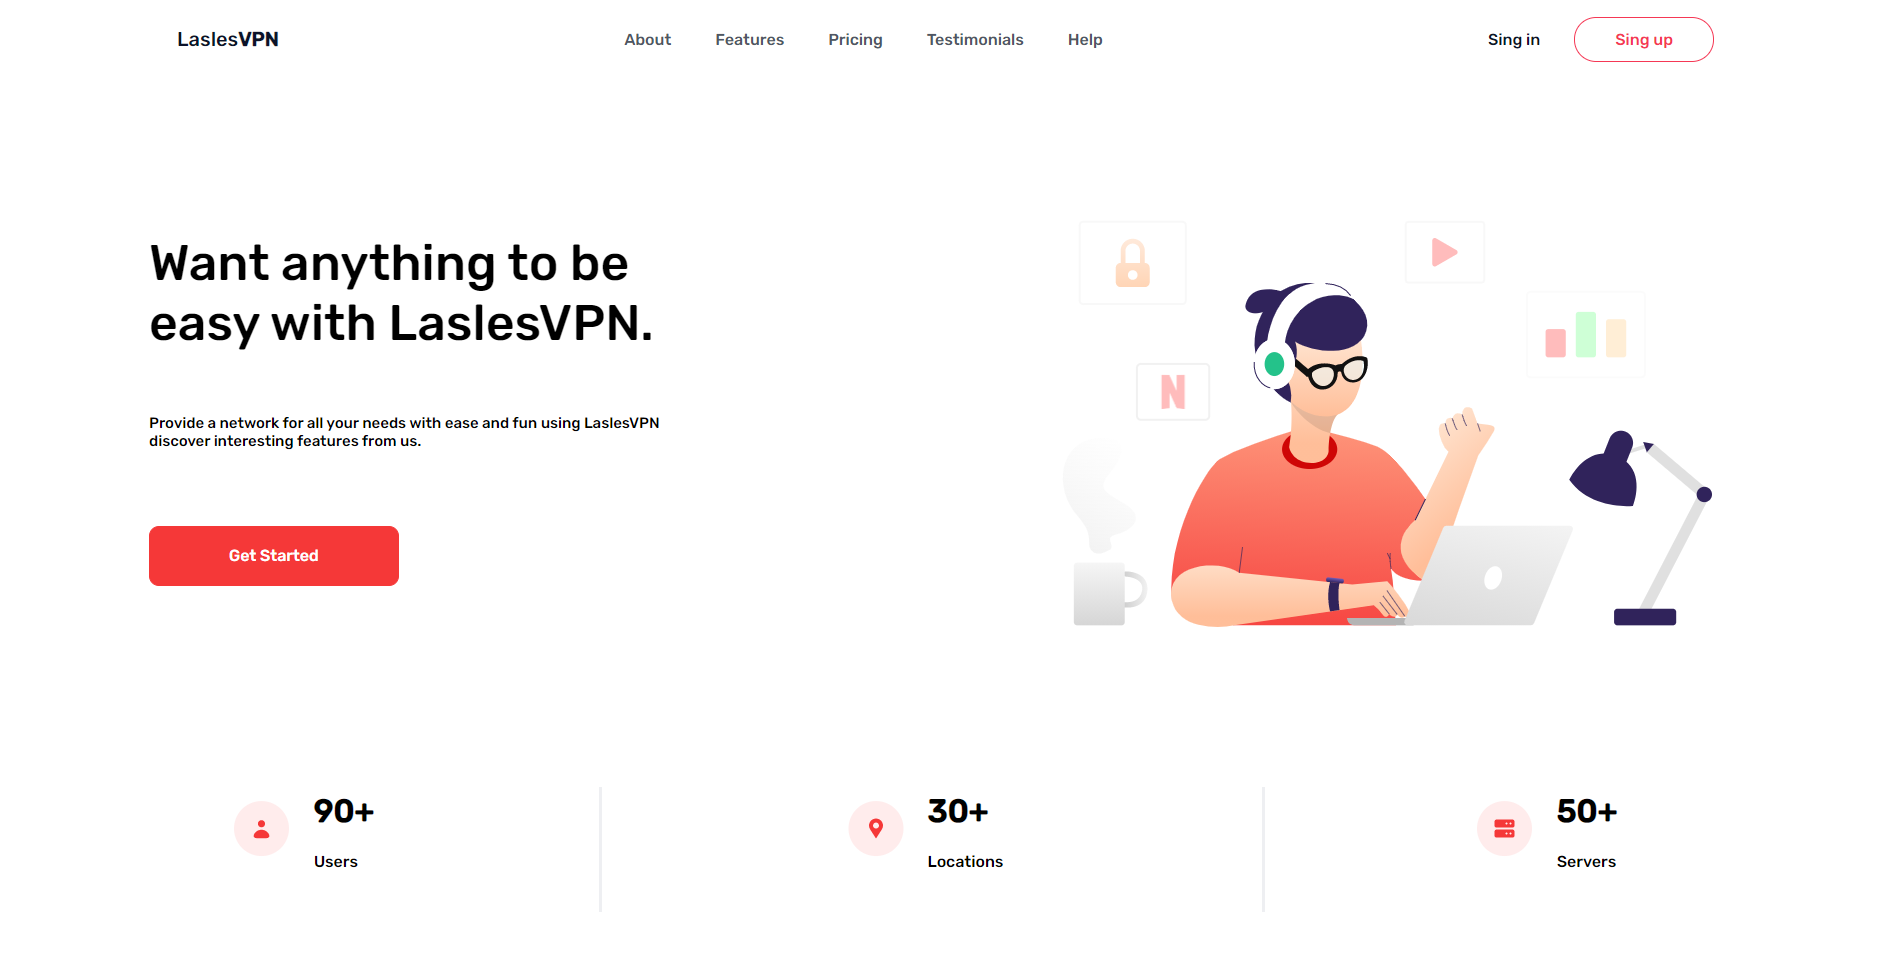 LaslesVPN
About Features Pricing Testimonials Help
Sing in Sing up
Want anything to be
easy with LaslesVPN.
Provide a network for all your needs with ease and fun using LaslesVPN
discover interesting features from us.
Get Started
N
90+
Users
30+
Locations
50+
Servers